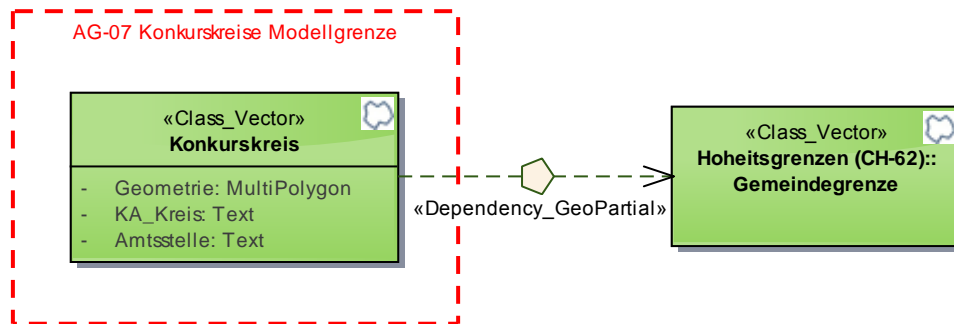 AG-07 Konkurskreise Modellgrenze
«Class_Vector»
Konkurskreis
- Geometrie: MultiPolygon
- KA_Kreis: Text
- Amtsstelle: Text
«Dependency_GeoPartial»
«Class_Vector»
Hoheitsgrenzen (CH-62)::
Gemeindegrenze